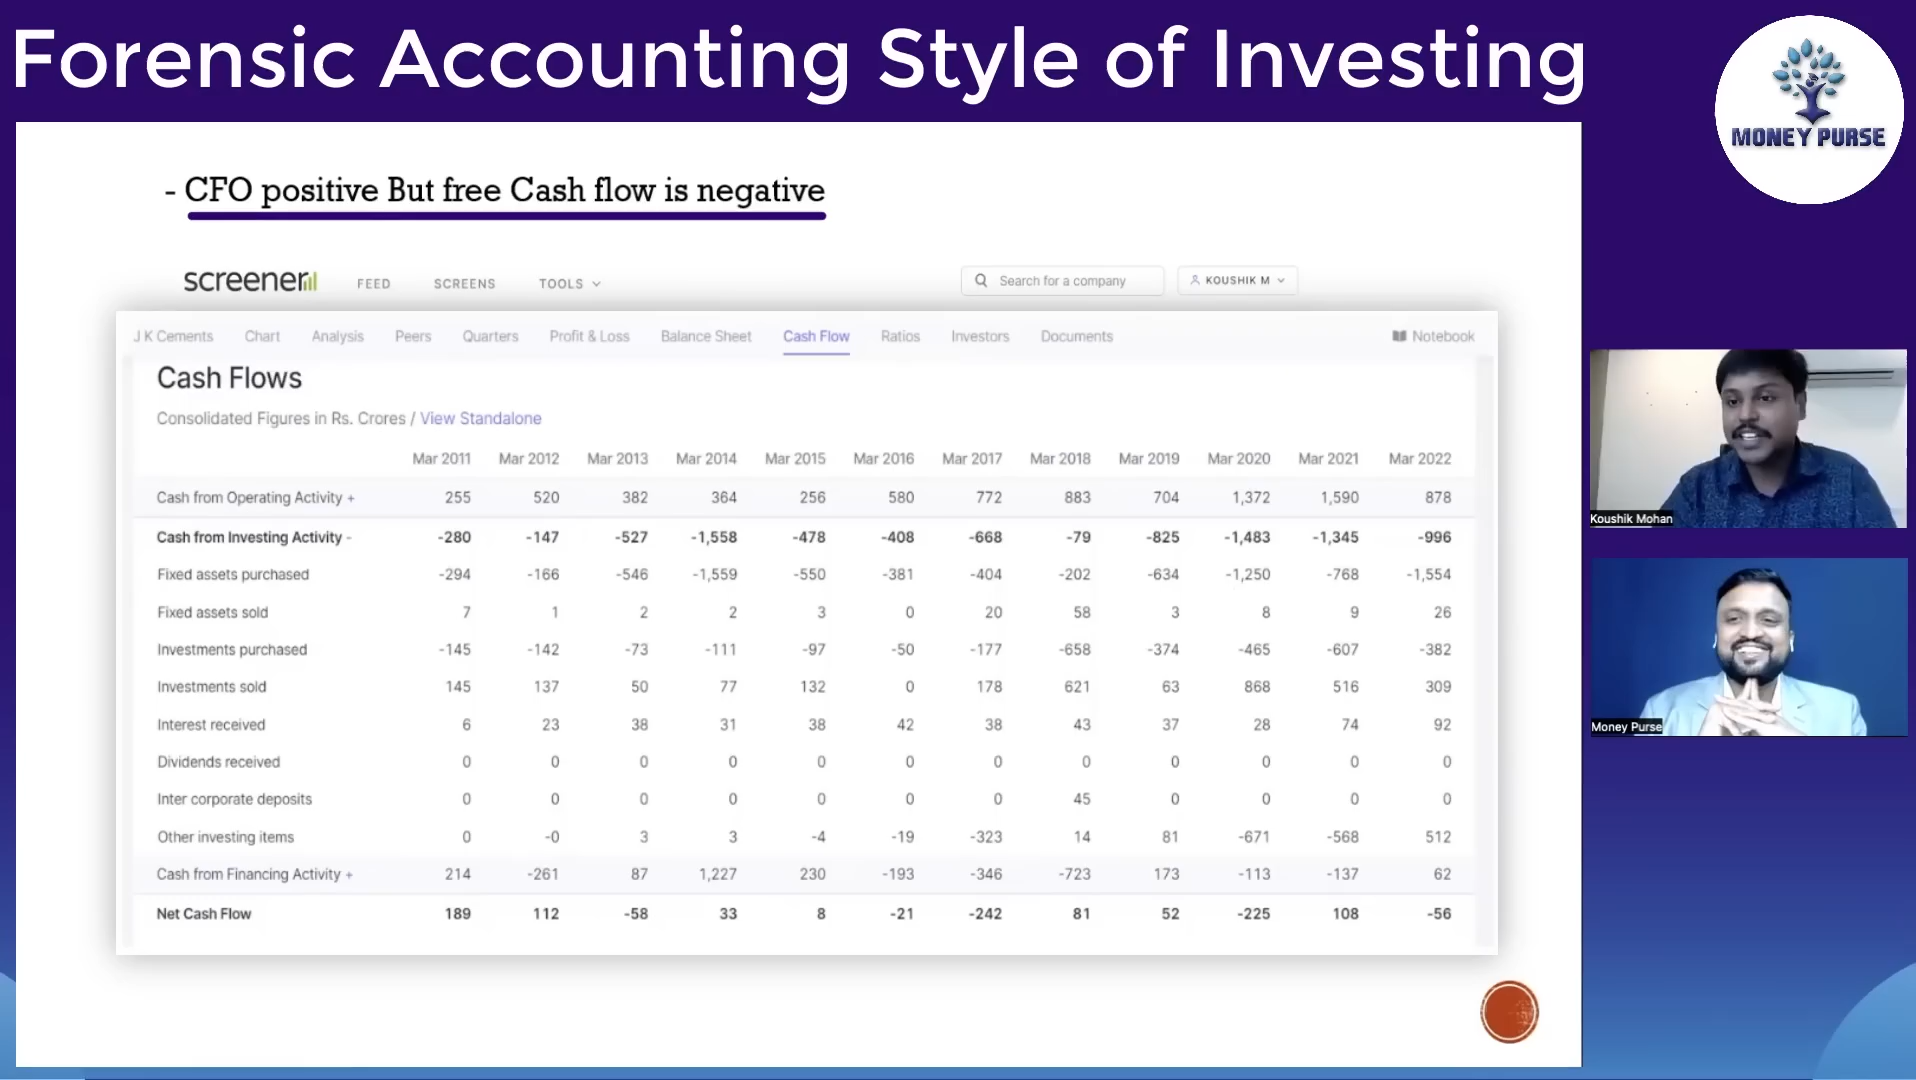 Forensic Accounting Style of Investing
MONEY PURSE
- CFO positive But free Cash flow is negative
screener FEED SCREENS TOOLS Search for a company KOUSHIK M
J K Cements Chart Analysis Peers Quarters Profit & Loss Balance Sheet Cash Flow Ratios Investors Documents Notebook
Cash Flows
Consolidated Figures in Rs. Crores / View Standalone
Mar 2011 Mar 2012 Mar 2013 Mar 2014 Mar 2015 Mar 2016 Mar 2017 Mar 2018 Mar 2019 Mar 2020 Mar 2021 Mar 2022
Cash from Operating Activity + 255 520 382 364 256 580 772 883 704 1,372 1,590 878
Cash from Investing Activity - -280 -147 -527 -1,558 -478 -408 -668 -79 -825 -1,483 -1,345 -996
Fixed assets purchased -294 -166 -546 -1,559 -550 -381 -404 -202 -634 -1,250 -768 -1,554
Fixed assets sold 7 1 2 2 3 0 20 58 3 8 9 26
Investments purchased -145 -142 -73 -111 -97 -50 -177 -658 -374 -465 -607 -382
Investments sold 145 137 50 77 132 0 178 621 63 868 516 309
Interest received 6 23 38 31 38 42 38 43 37 28 74 92
Dividends received 0 0 0 0 0 0 0 0 0 0 0 0
Inter corporate deposits 0 0 0 0 0 0 0 45 0 0 0 0
Other investing items 0 -0 3 3 -4 -19 -323 14 81 -671 -568 512
Cash from Financing Activity + 214 -261 87 1,227 230 -193 -346 -723 173 -113 -137 62
Net Cash Flow 189 112 -58 33 8 -21 -242 81 52 -225 108 -56
Koushik Mohan
Money Purse